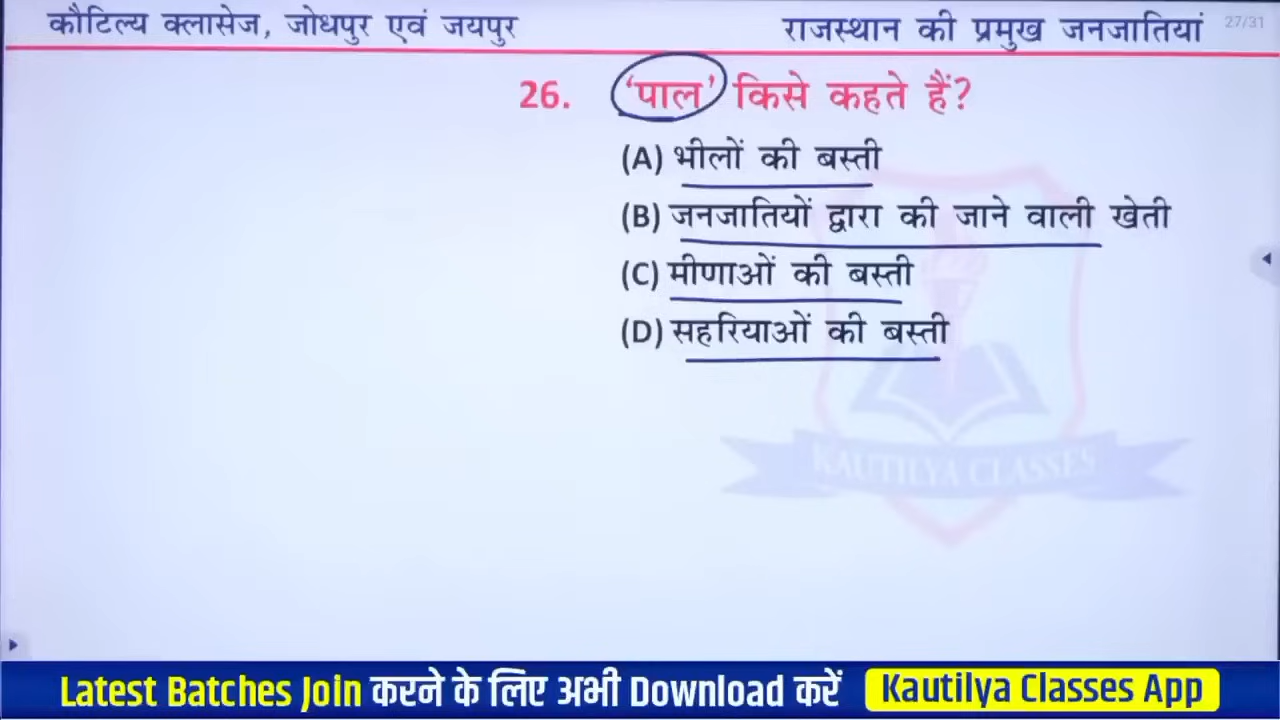 कौटिल्य क्लासेज, जोधपुर एवं जयपुर
राजस्थान की प्रमुख जनजातियां
27/31
26. 'पाल' किसे कहते हैं?
(A) भीलों की बस्ती
(B) जनजातियों द्वारा की जाने वाली खेती
(C) मीणाओं की बस्ती
(D) सहरियाओं की बस्ती
KAUTILYA CLASSES
Latest Batches Join करने के लिए अभी Download करें
Kautilya Classes App